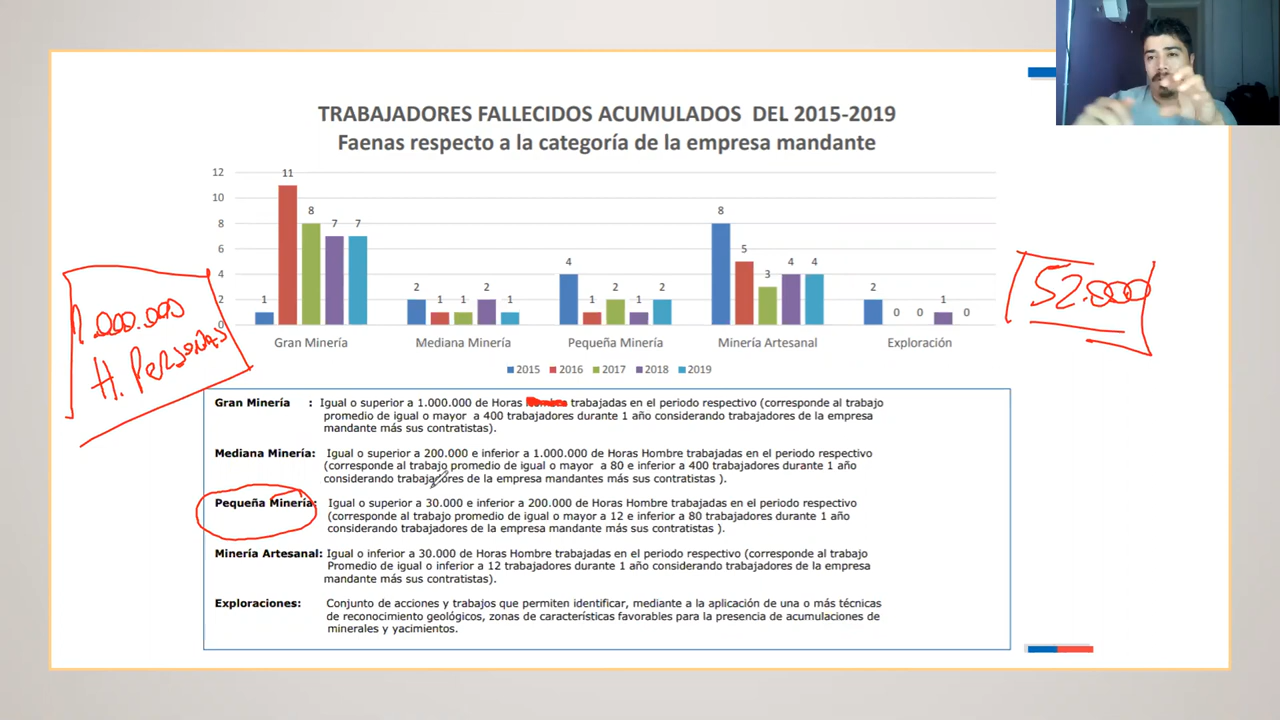 TRABAJADORES FALLECIDOS ACUMULADOS DEL 2015-2019
Faenas respecto a la categoría de la empresa mandante
12
10
8
6
4
2
0
1 11 8 7 7
2 1 1 2 1
4 1 2 1 2
8 5 3 4 4
2 0 0 1 0
Gran Minería Mediana Minería Pequeña Minería Minería Artesanal Exploración
2015 2016 2017 2018 2019
1.000.000
H. Personas
52.000
Gran Minería : Igual o superior a 1.000.000 de Horas trabajadas en el periodo respectivo (corresponde al trabajo
promedio de igual o mayor a 400 trabajadores durante 1 año considerando trabajadores de la empresa
mandante más sus contratistas).
Mediana Minería: Igual o superior a 200.000 e inferior a 1.000.000 de Horas Hombre trabajadas en el periodo respectivo
(corresponde al trabajo promedio de igual o mayor a 80 e inferior a 400 trabajadores durante 1 año
considerando trabajadores de la empresa mandantes más sus contratistas ).
Pequeña Minería: Igual o superior a 30.000 e inferior a 200.000 de Horas Hombre trabajadas en el periodo respectivo
(corresponde al trabajo promedio de igual o mayor a 12 e inferior a 80 trabajadores durante 1 año
considerando trabajadores de la empresa mandante más sus contratistas ).
Minería Artesanal: Igual o inferior a 30.000 de Horas Hombre trabajadas en el periodo respectivo (corresponde al trabajo
Promedio de igual o inferior a 12 trabajadores durante 1 año considerando trabajadores de la empresa
mandante más sus contratistas).
Exploraciones: Conjunto de acciones y trabajos que permiten identificar, mediante a la aplicación de una o más técnicas
de reconocimiento geológicos, zonas de características favorables para la presencia de acumulaciones de
minerales y yacimientos.